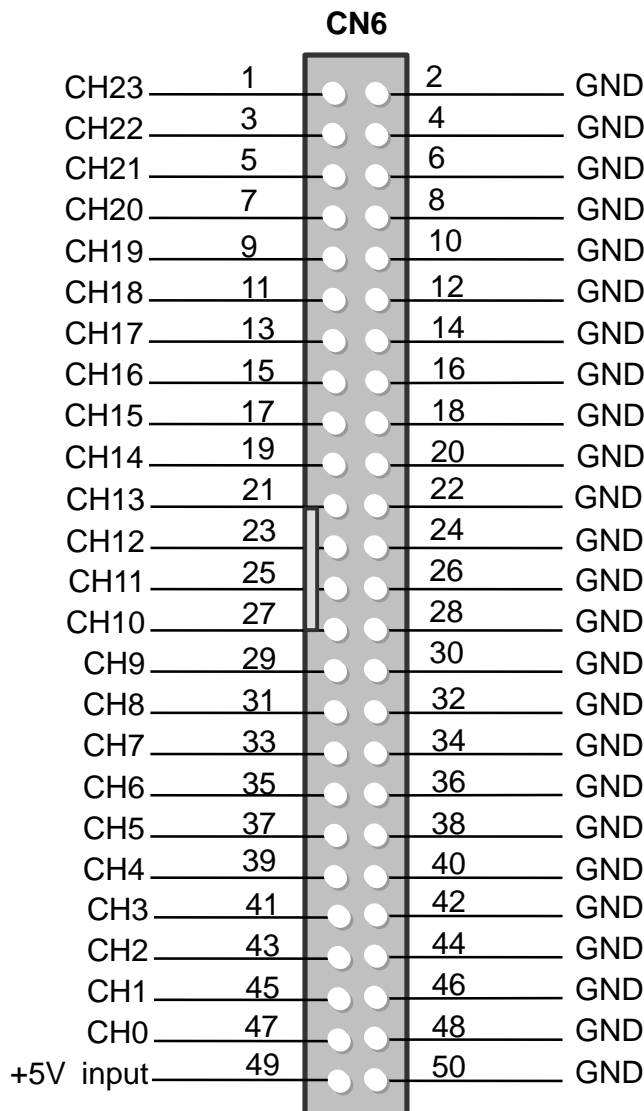 CN6
CH23 1 2 GND
CH22 3 4 GND
CH21 5 6 GND
CH20 7 8 GND
CH19 9 10 GND
CH18 11 12 GND
CH17 13 14 GND
CH16 15 16 GND
CH15 17 18 GND
CH14 19 20 GND
CH13 21 22 GND
CH12 23 24 GND
CH11 25 26 GND
CH10 27 28 GND
CH9 29 30 GND
CH8 31 32 GND
CH7 33 34 GND
CH6 35 36 GND
CH5 37 38 GND
CH4 39 40 GND
CH3 41 42 GND
CH2 43 44 GND
CH1 45 46 GND
CH0 47 48 GND
+5V input 49 50 GND